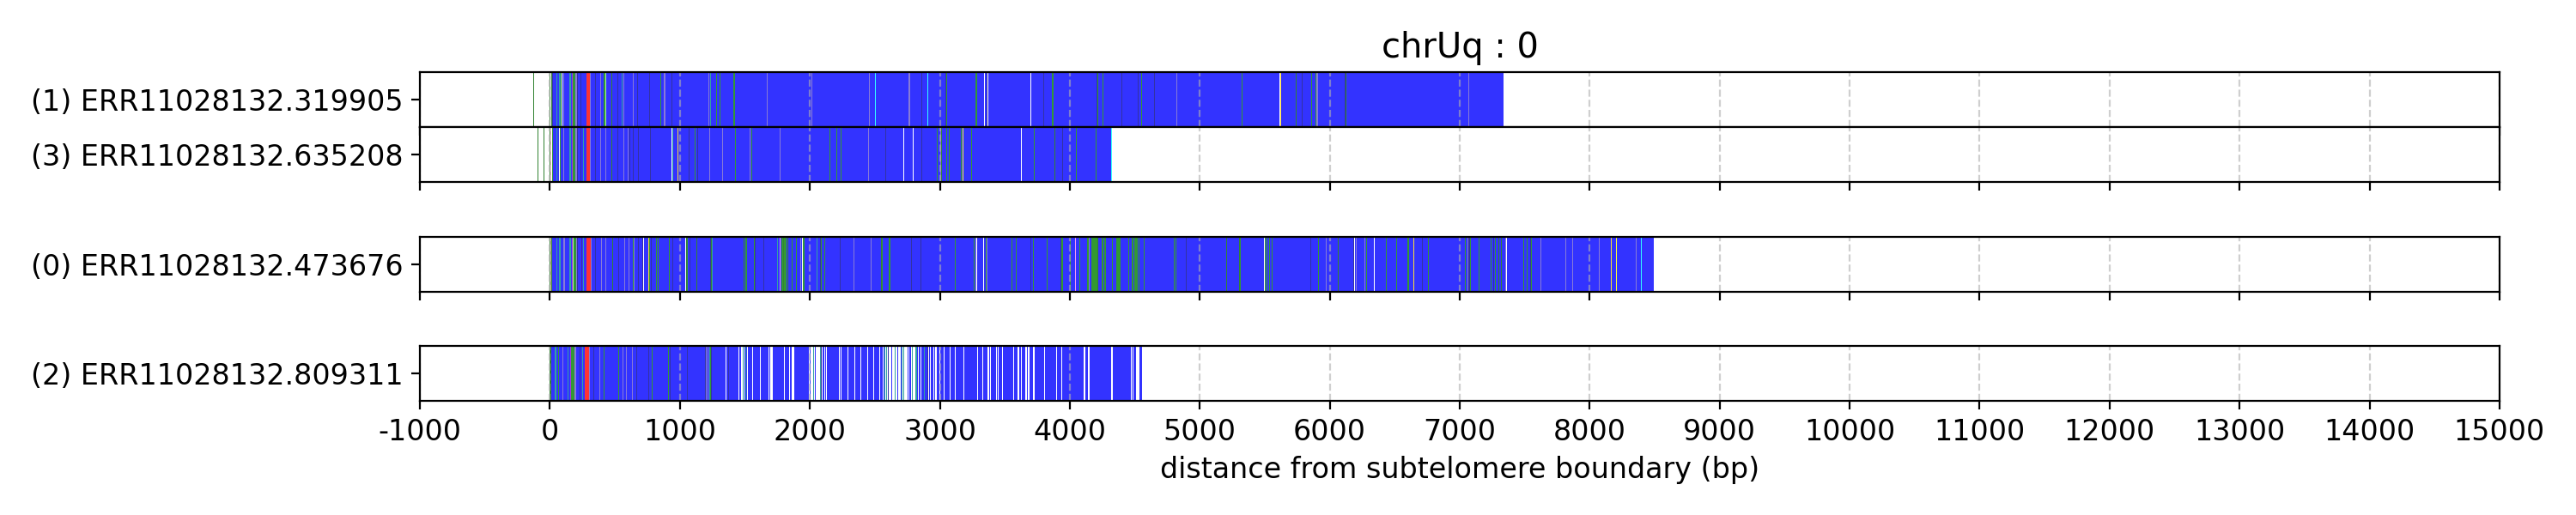 chrUq : 0
(1) ERR11028132.319905
(3) ERR11028132.635208
(0) ERR11028132.473676
(2) ERR11028132.809311
-1000 0 1000 2000 3000 4000 5000 6000 7000 8000 9000 10000 11000 12000 13000 14000 15000
distance from subtelomere boundary (bp)